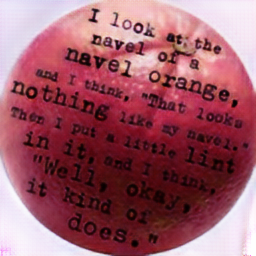 I look at the
navel of a
navel orange,
and I think, "That looks
nothing like my navel."
Then I put a little lint
in it, and I think,
"Well, okay,
it kind of
does."